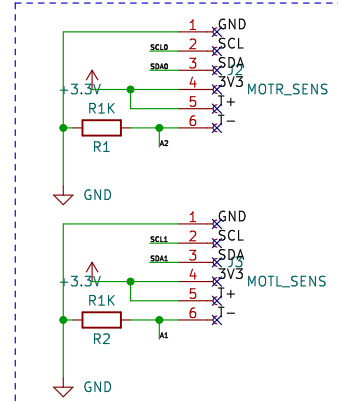 1 GND
SCL0 2 SCL
SDA0 3 SDA
J2
+3.3V 4 3V3 MOTR_SENS
R1K 5 T+
6 T-
R1 A2
GND
1 GND
SCL1 2 SCL
SDA1 3 SDA
J3
+3.3V 4 3V3 MOTL_SENS
R1K 5 T+
6 T-
R2 A1
GND